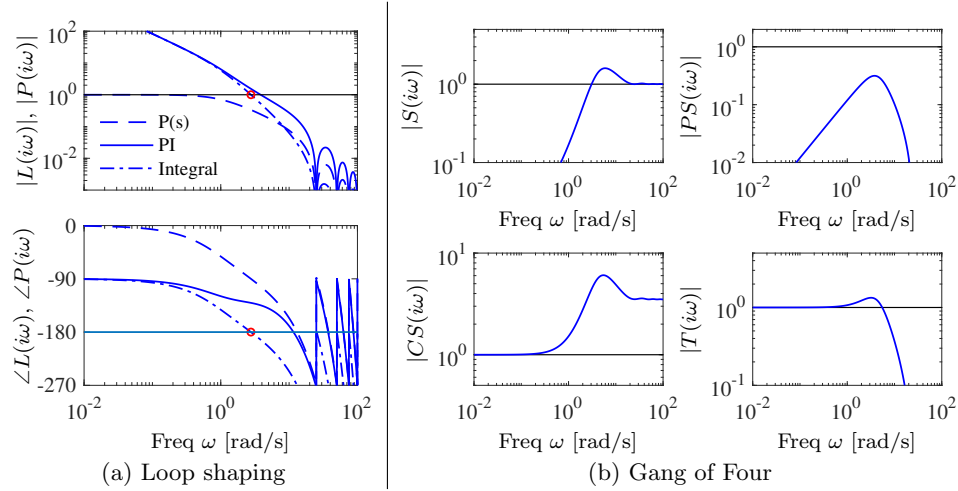 |L(iω)|, |P(iω)|
10^2
10^0
10^-2
P(s)
PI
Integral
∠L(iω), ∠P(iω)
0
-90
-180
-270
10^-2
10^0
10^2
Freq ω [rad/s]
(a) Loop shaping
|S(iω)|
10^0
10^-1
10^-2
10^0
10^2
Freq ω [rad/s]
|PS(iω)|
10^0
10^-1
10^-2
10^-2
10^0
10^2
Freq ω [rad/s]
|CS(iω)|
10^1
10^0
10^-2
10^0
10^2
Freq ω [rad/s]
|T(iω)|
10^0
10^-1
10^-2
10^0
10^2
Freq ω [rad/s]
(b) Gang of Four